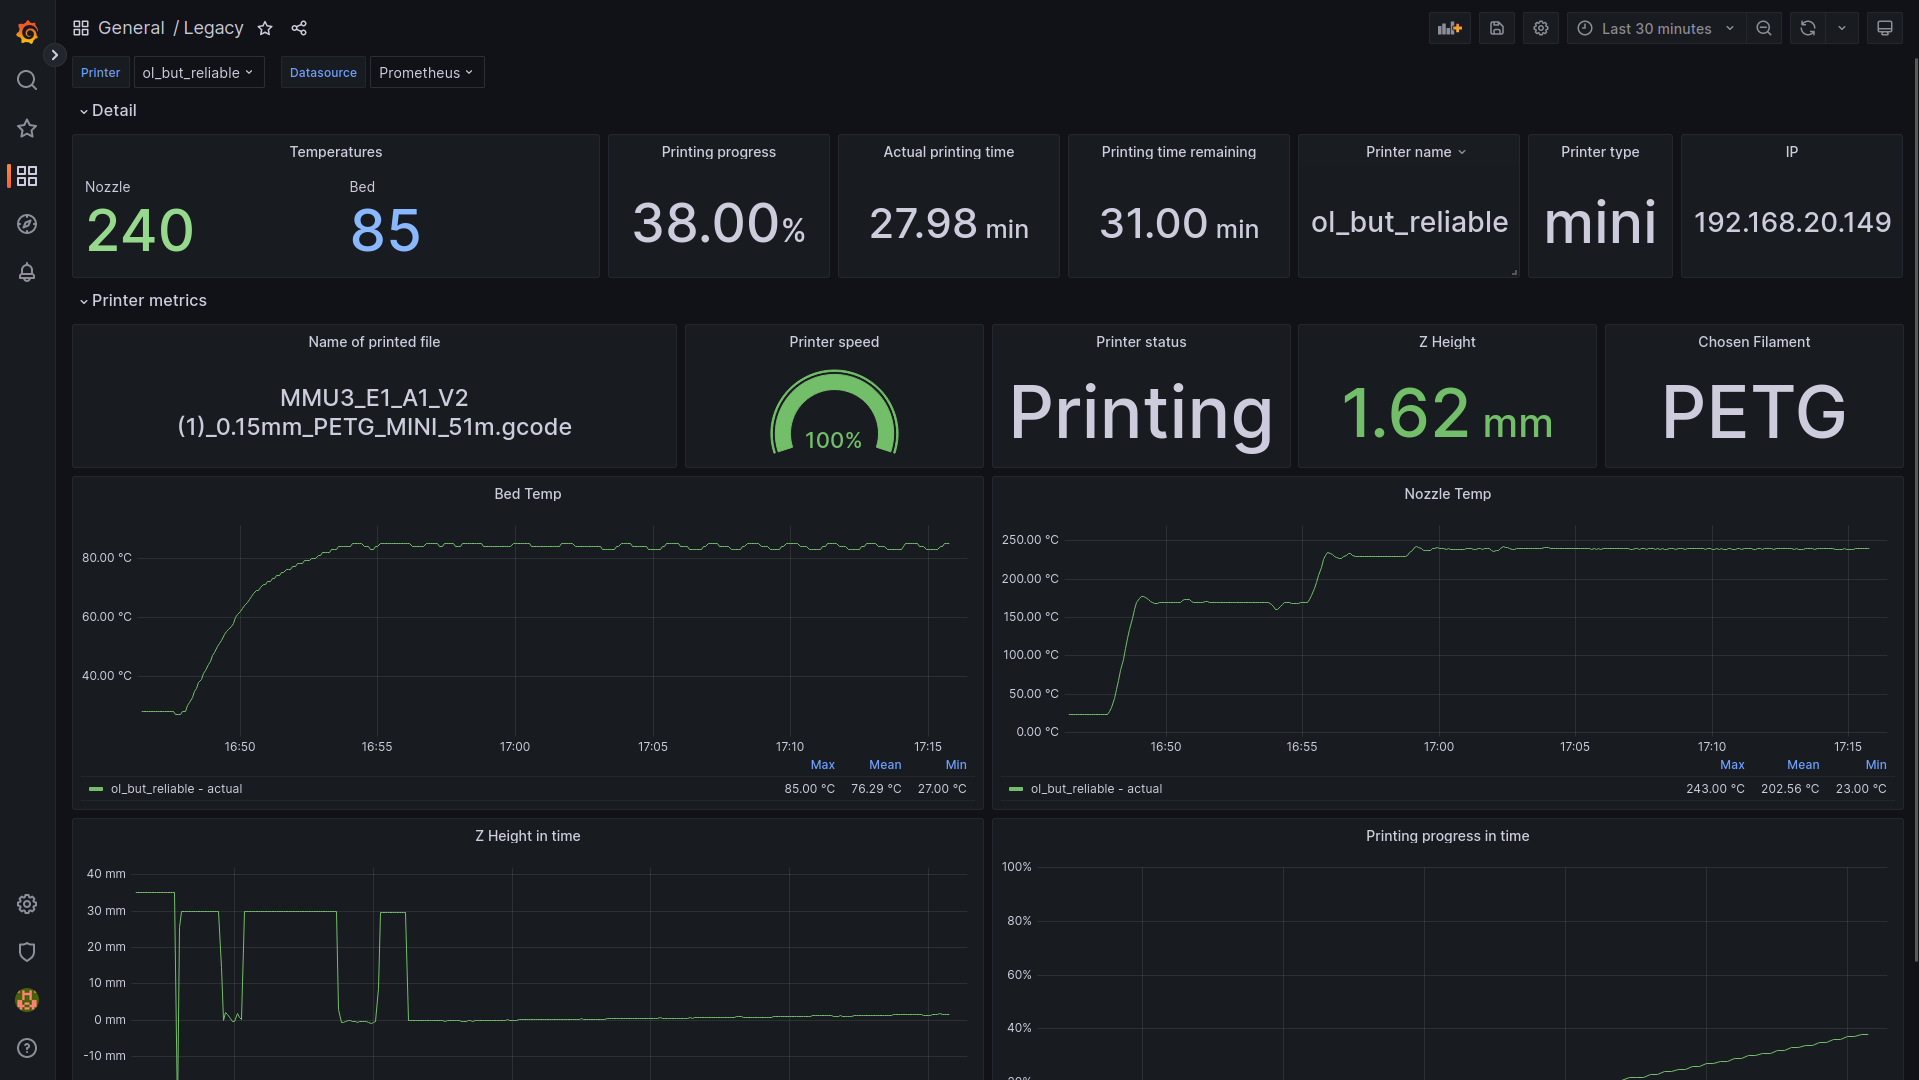 General / Legacy
Last 30 minutes
Printer ol_but_reliable Datasource Prometheus
Detail
Temperatures
Nozzle Bed
240 85
Printing progress
38.00%
Actual printing time
27.98 min
Printing time remaining
31.00 min
Printer name
ol_but_reliable
Printer type
mini
IP
192.168.20.149
Printer metrics
Name of printed file
MMU3_E1_A1_V2
(1)_0.15mm_PETG_MINI_51m.gcode
Printer speed
100%
Printer status
Printing
Z Height
1.62 mm
Chosen Filament
PETG
Bed Temp
80.00 °C
60.00 °C
40.00 °C
16:50 16:55 17:00 17:05 17:10 17:15
Max Mean Min
ol_but_reliable - actual 85.00 °C 76.29 °C 27.00 °C
Nozzle Temp
250.00 °C
200.00 °C
150.00 °C
100.00 °C
50.00 °C
0.00 °C
16:50 16:55 17:00 17:05 17:10 17:15
Max Mean Min
ol_but_reliable - actual 243.00 °C 202.56 °C 23.00 °C
Z Height in time
40 mm
30 mm
20 mm
10 mm
0 mm
-10 mm
Printing progress in time
100%
80%
60%
40%
20%